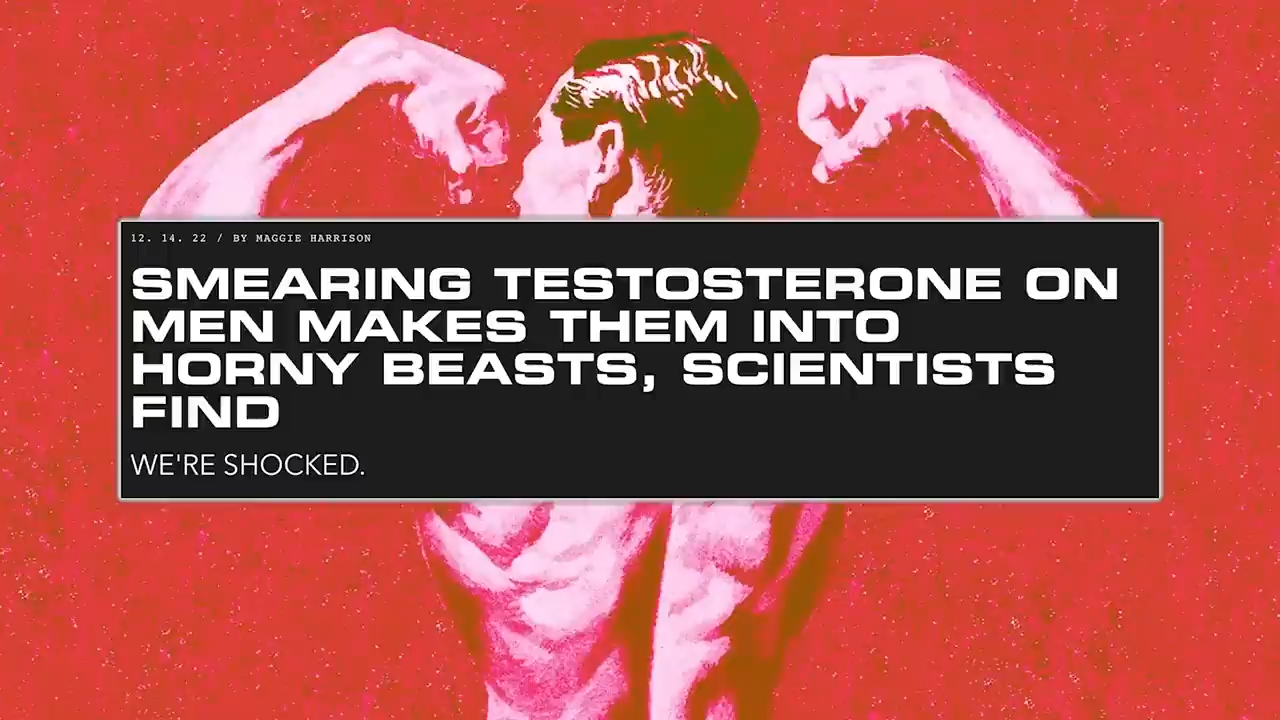 12. 14. 22 / BY MAGGIE HARRISON
SMEARING TESTOSTERONE ON
MEN MAKES THEM INTO
HORNY BEASTS, SCIENTISTS
FIND
WE'RE SHOCKED.